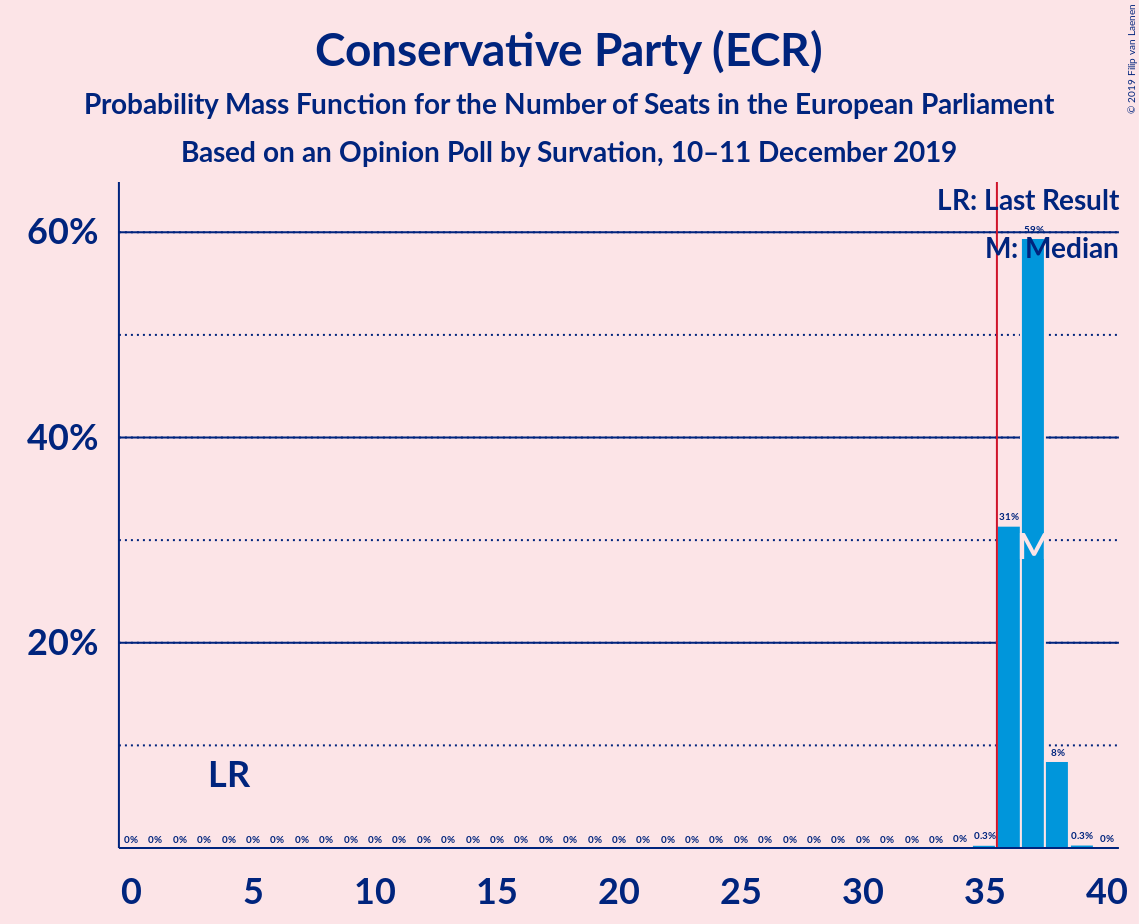 Conservative Party (ECR)
Probability Mass Function for the Number of Seats in the European Parliament
Based on an Opinion Poll by Survation, 10–11 December 2019
© 2019 Filip van Laenen
LR: Last Result
M: Median
60%
40%
20%
59%
31%
M
8%
LR
0% 0% 0% 0% 0% 0% 0% 0% 0% 0% 0% 0% 0% 0% 0% 0% 0% 0% 0% 0% 0% 0% 0% 0% 0% 0% 0% 0% 0% 0% 0% 0% 0% 0% 0% 0.3% 0.3% 0%
0 5 10 15 20 25 30 35 40